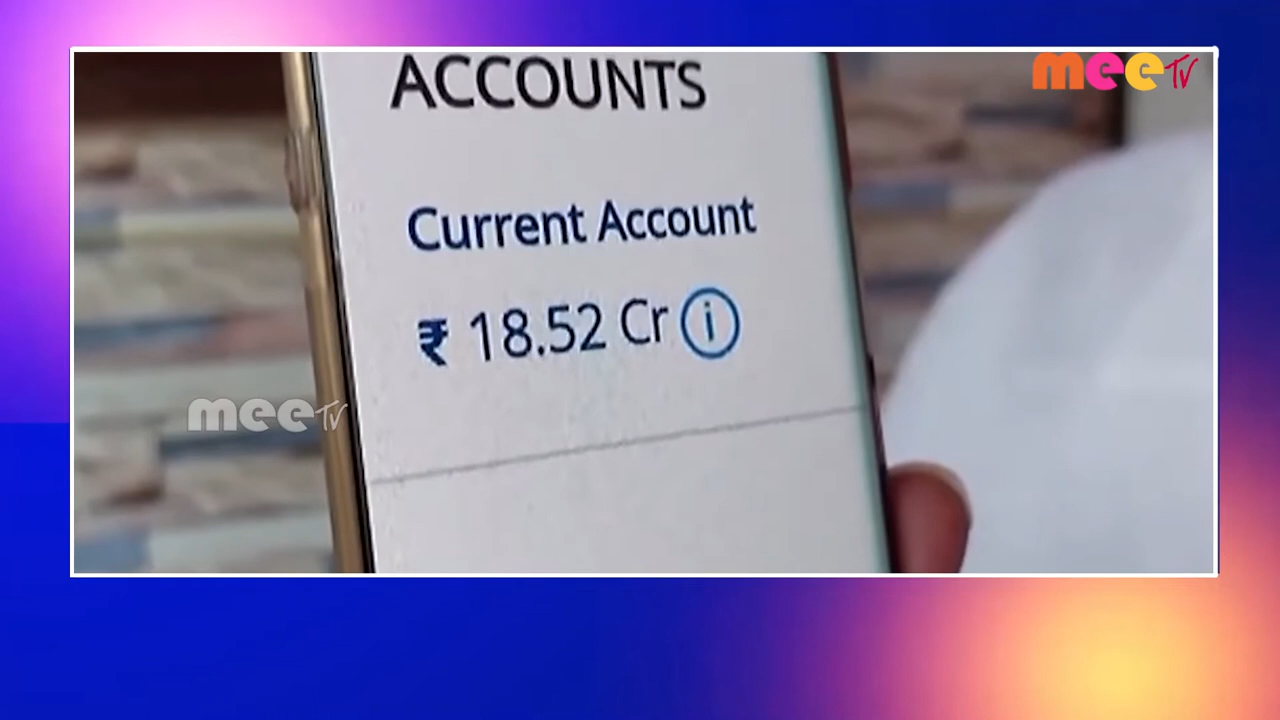 meeTV
ACCOUNTS
Current Account
₹ 18.52 Cr i
meeTV